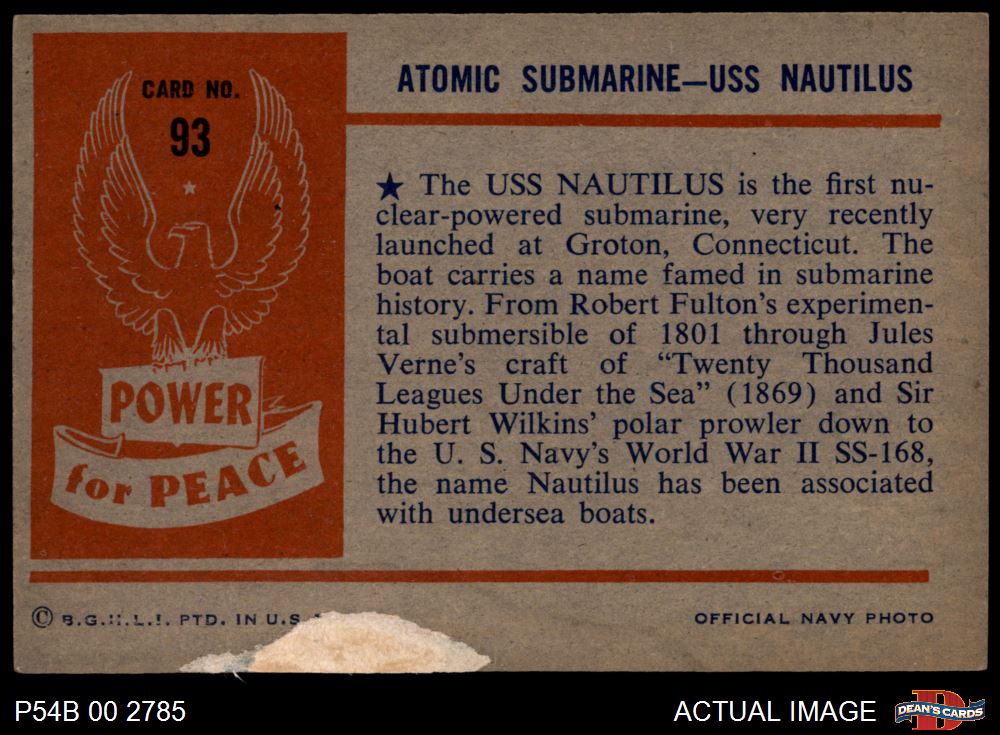 CARD NO.
93
POWER
for PEACE
ATOMIC SUBMARINE—USS NAUTILUS
★ The USS NAUTILUS is the first nu-
clear-powered submarine, very recently
launched at Groton, Connecticut. The
boat carries a name famed in submarine
history. From Robert Fulton's experimen-
tal submersible of 1801 through Jules
Verne's craft of "Twenty Thousand
Leagues Under the Sea" (1869) and Sir
Hubert Wilkins' polar prowler down to
the U. S. Navy's World War II SS-168,
the name Nautilus has been associated
with undersea boats.
© B.G.H.L.I. PTD. IN U.S.
OFFICIAL NAVY PHOTO
P54B 00 2785
ACTUAL IMAGE
DEAN'S CARDS